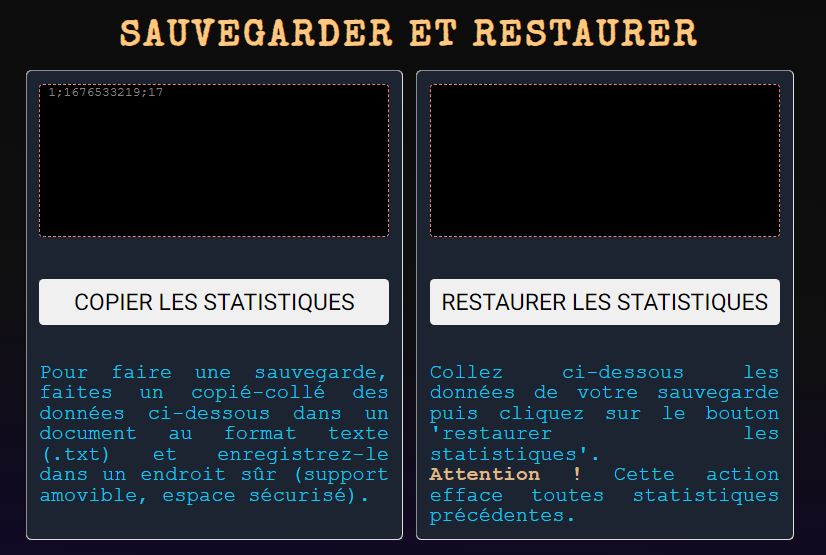 SAUVEGARDER ET RESTAURER
1;1676533219;17
COPIER LES STATISTIQUES
Pour faire une sauvegarde,
faites un copié-collé des
données ci-dessous dans un
document au format texte
(.txt) et enregistrez-le
dans un endroit sûr (support
amovible, espace sécurisé).
RESTAURER LES STATISTIQUES
Collez ci-dessous les
données de votre sauvegarde
puis cliquez sur le bouton
'restaurer les
statistiques'.
Attention ! Cette action
efface toutes statistiques
précédentes.